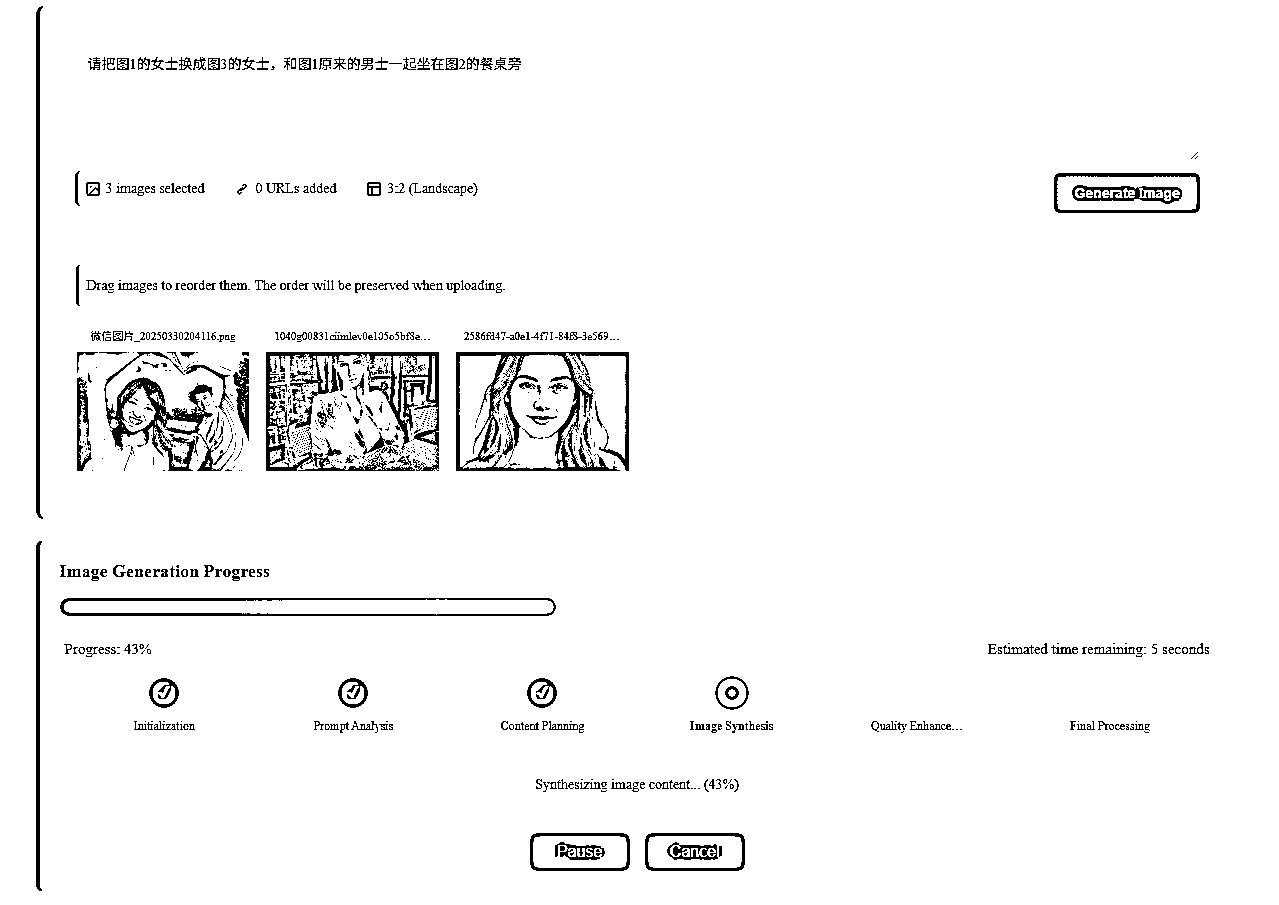 请把图1的女士换成图3的女士，和图1原来的男士一起坐在图2的餐桌旁
3 images selected
0 URLs added
3:2 (Landscape)
Generate Image
Drag images to reorder them. The order will be preserved when uploading.
微信图片_20250330204116.png
1040g00831ciimlev0e105o5bf8e...
2586fd47-a0e1-4f71-84f8-3e569...
Image Generation Progress
Progress: 43%
Estimated time remaining: 5 seconds
Initialization
Prompt Analysis
Content Planning
Image Synthesis
Quality Enhance...
Final Processing
Synthesizing image content... (43%)
Pause
Cancel